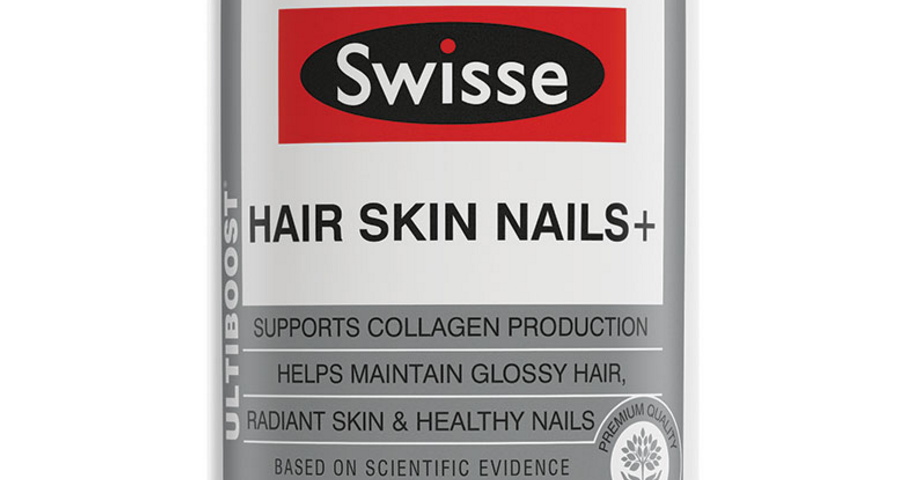 Swisse
ULTIBOOST®
HAIR SKIN NAILS+
SUPPORTS COLLAGEN PRODUCTION
HELPS MAINTAIN GLOSSY HAIR,
RADIANT SKIN & HEALTHY NAILS
BASED ON SCIENTIFIC EVIDENCE
PREMIUM QUALITY